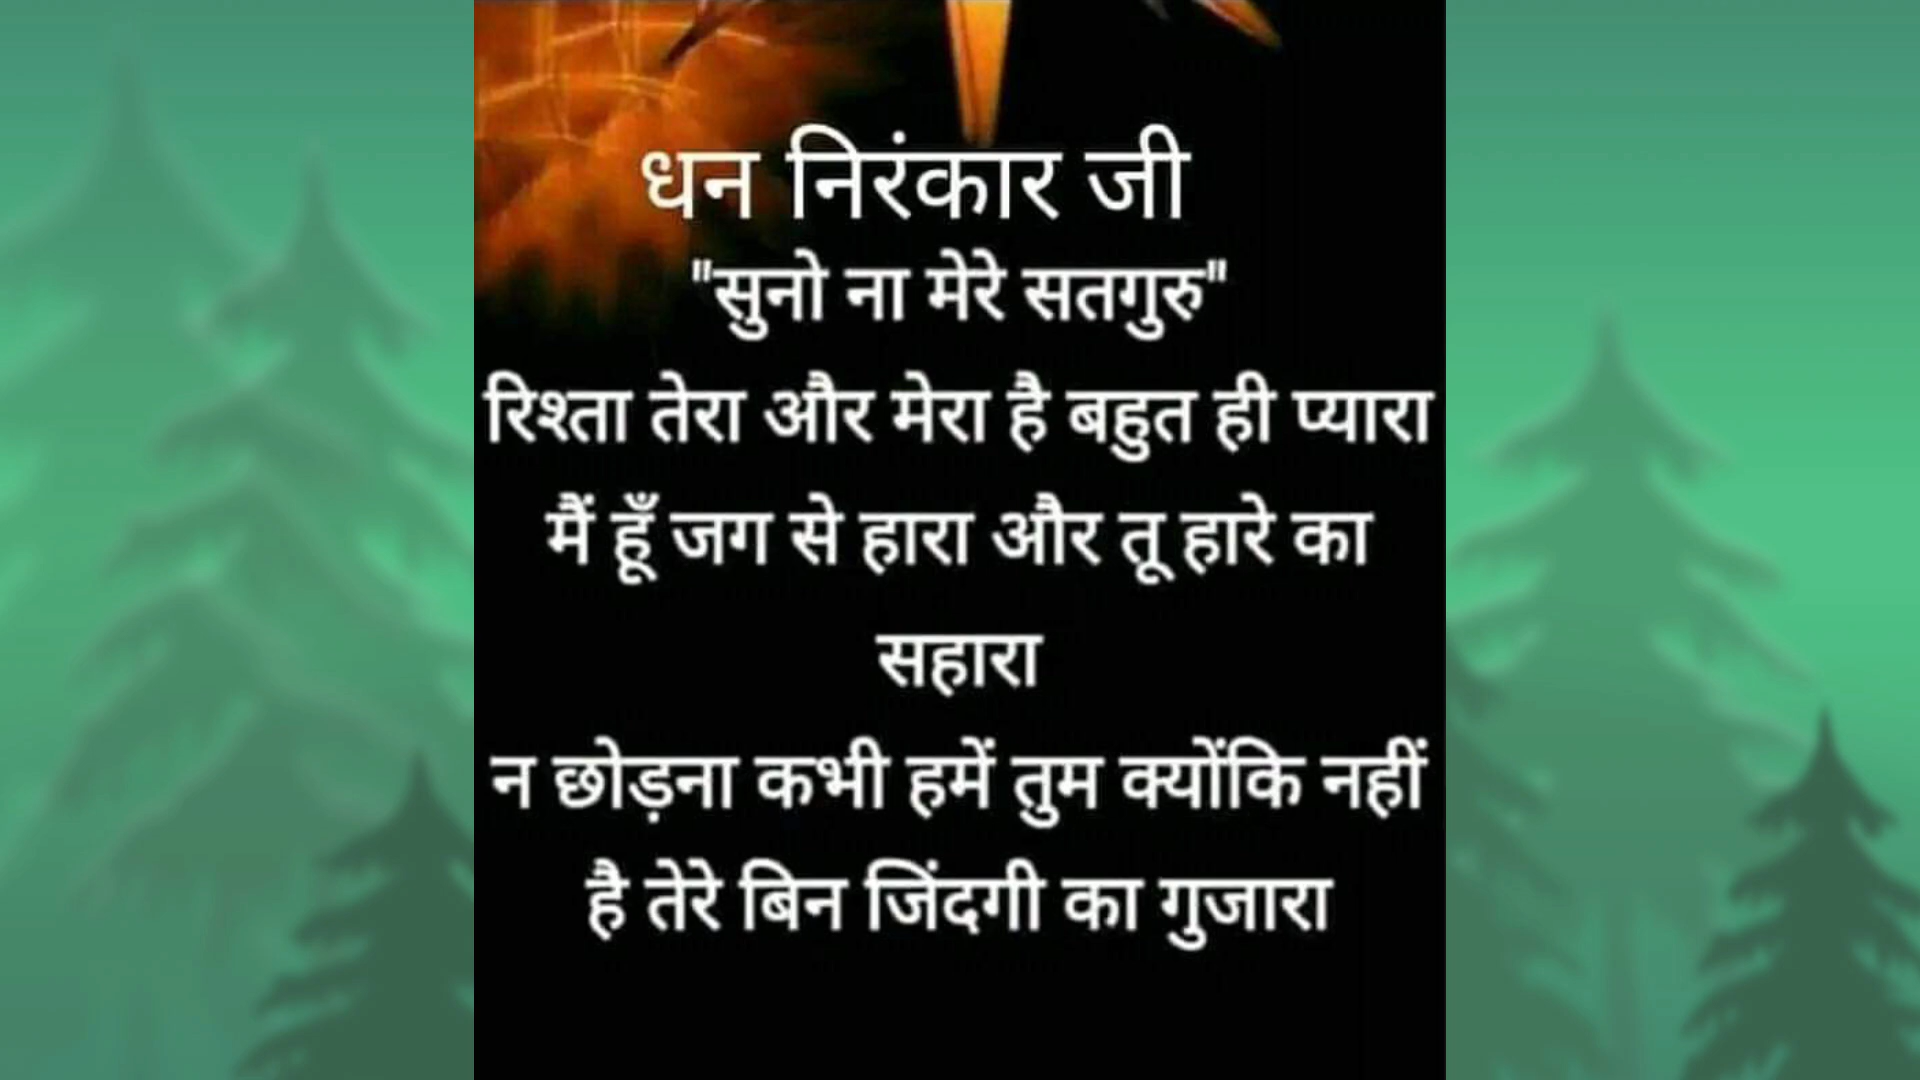 धन निरंकार जी
"सुनो ना मेरे सतगुरु"
रिश्ता तेरा और मेरा है बहुत ही प्यारा
मैं हूँ जग से हारा और तू हारे का
सहारा
न छोड़ना कभी हमें तुम क्योंकि नहीं
है तेरे बिन जिंदगी का गुजारा